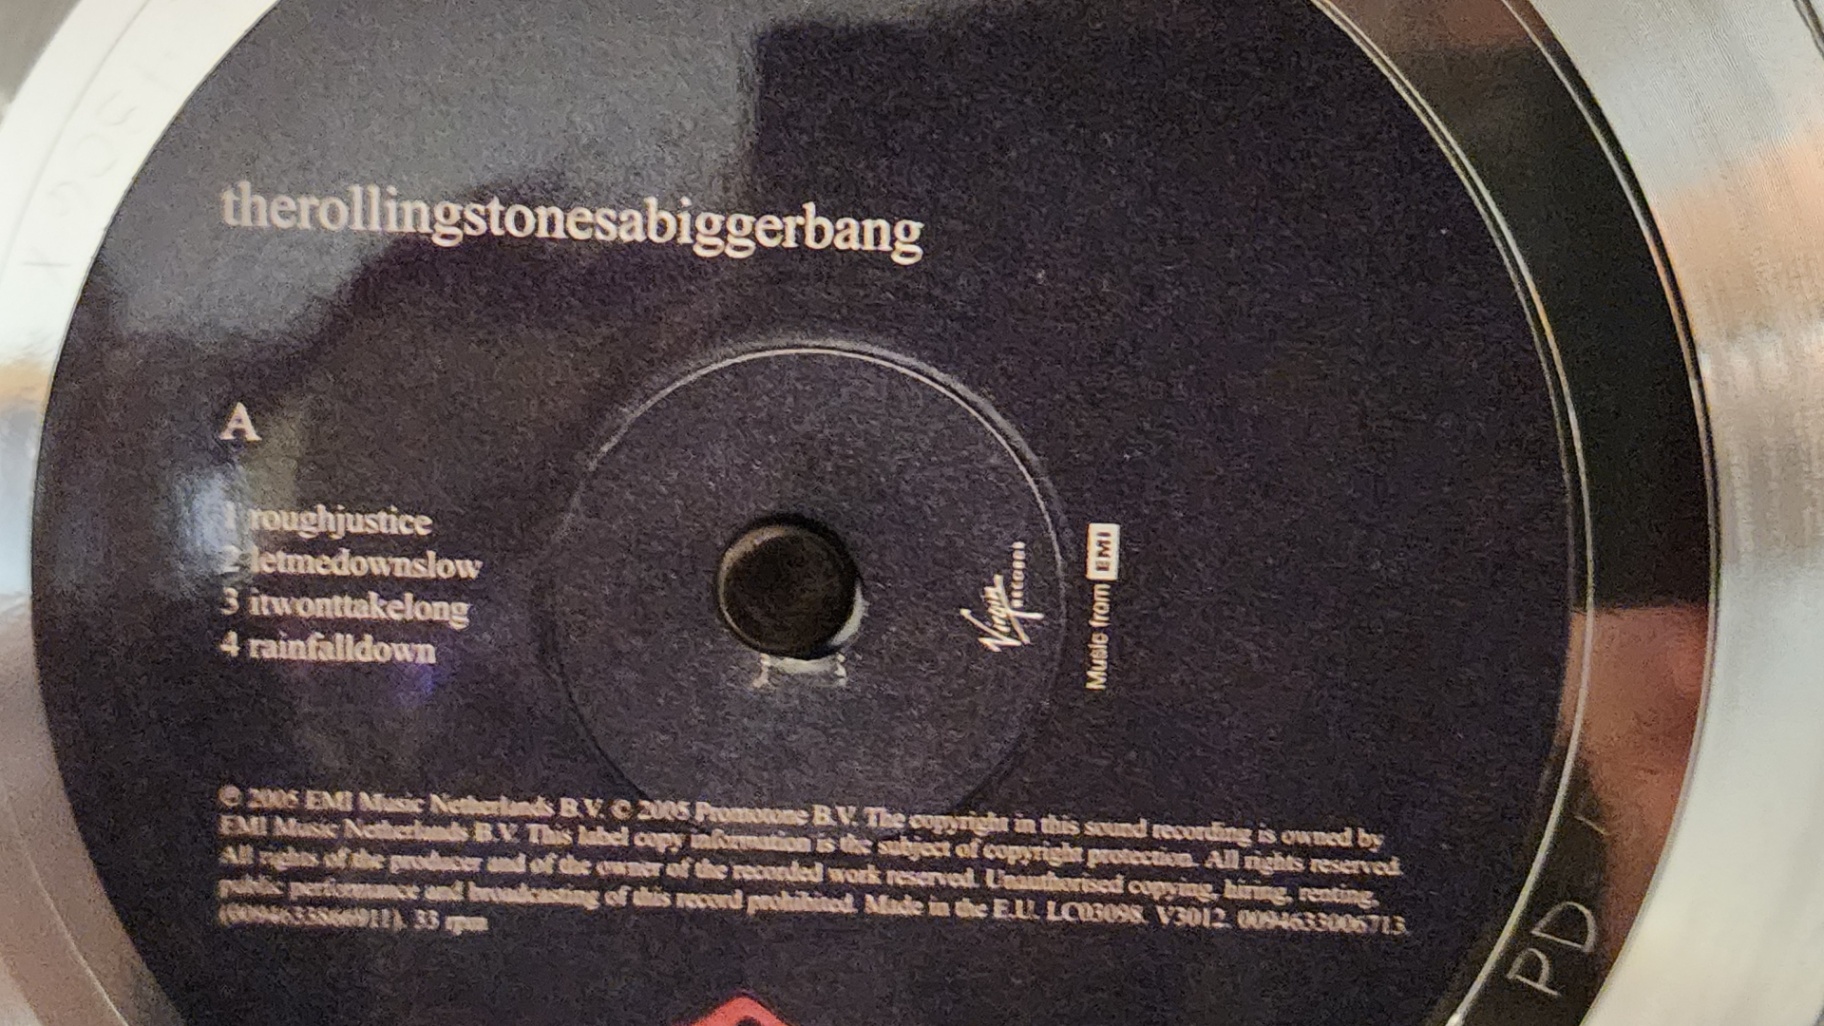 therollingstonesabiggerbang
A
1 roughjustice
2 letmedownslow
3 itwonttakelong
4 rainfalldown
Virgin
RECORDS
Music from EMI
℗ 2005 EMI Music Netherlands B.V. © 2005 Promotone B.V. The copyright in this sound recording is owned by
EMI Music Netherlands B.V. This label copy information is the subject of copyright protection. All rights reserved.
All rights of the producer and of the owner of the recorded work reserved. Unauthorised copying, hiring, renting,
public performance and broadcasting of this record prohibited. Made in the E.U. LC03098. V3012. 0094633006713
(0094633866911). 33 rpm
PD